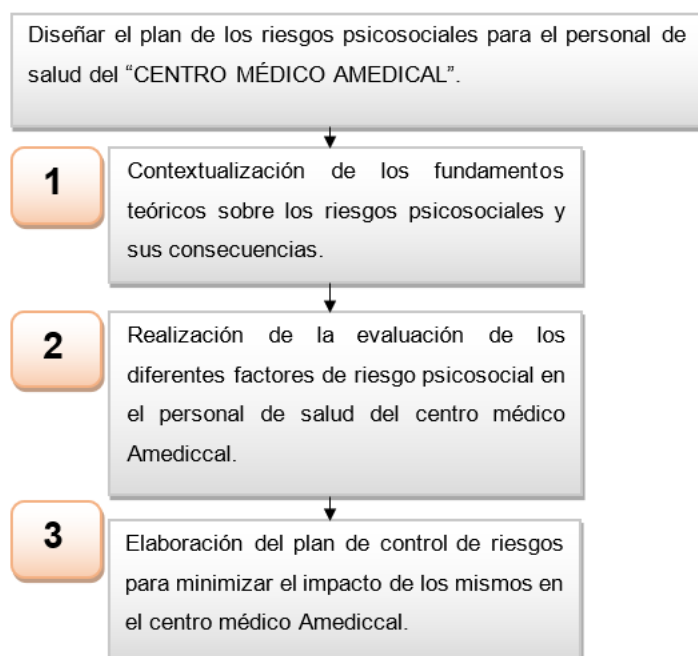 Diseñar el plan de los riesgos psicosociales para el personal de
salud del “CENTRO MÉDICO AMEDICAL”.
1
Contextualización de los fundamentos
teóricos sobre los riesgos psicosociales y
sus consecuencias.
2
Realización de la evaluación de los
diferentes factores de riesgo psicosocial en
el personal de salud del centro médico
Amediccal.
3
Elaboración del plan de control de riesgos
para minimizar el impacto de los mismos en
el centro médico Amediccal.